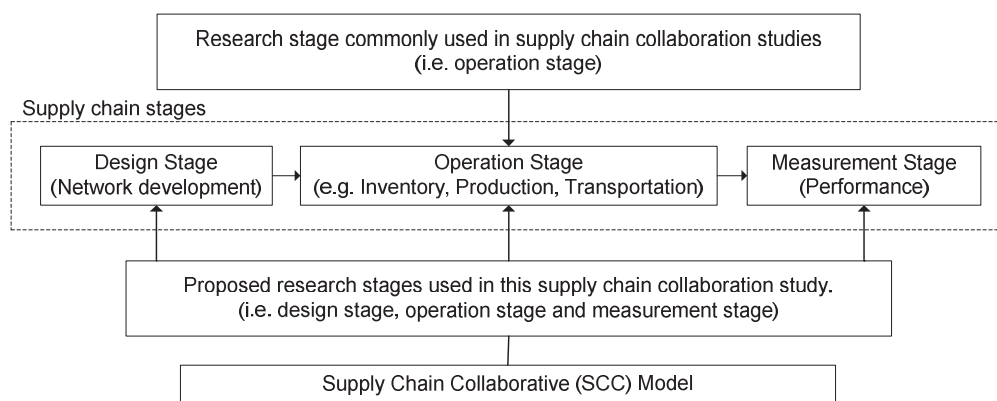 Research stage commonly used in supply chain collaboration studies
(i.e. operation stage)
Supply chain stages
Design Stage
(Network development)
Operation Stage
(e.g. Inventory, Production, Transportation)
Measurement Stage
(Performance)
Proposed research stages used in this supply chain collaboration study.
(i.e. design stage, operation stage and measurement stage)
Supply Chain Collaborative (SCC) Model